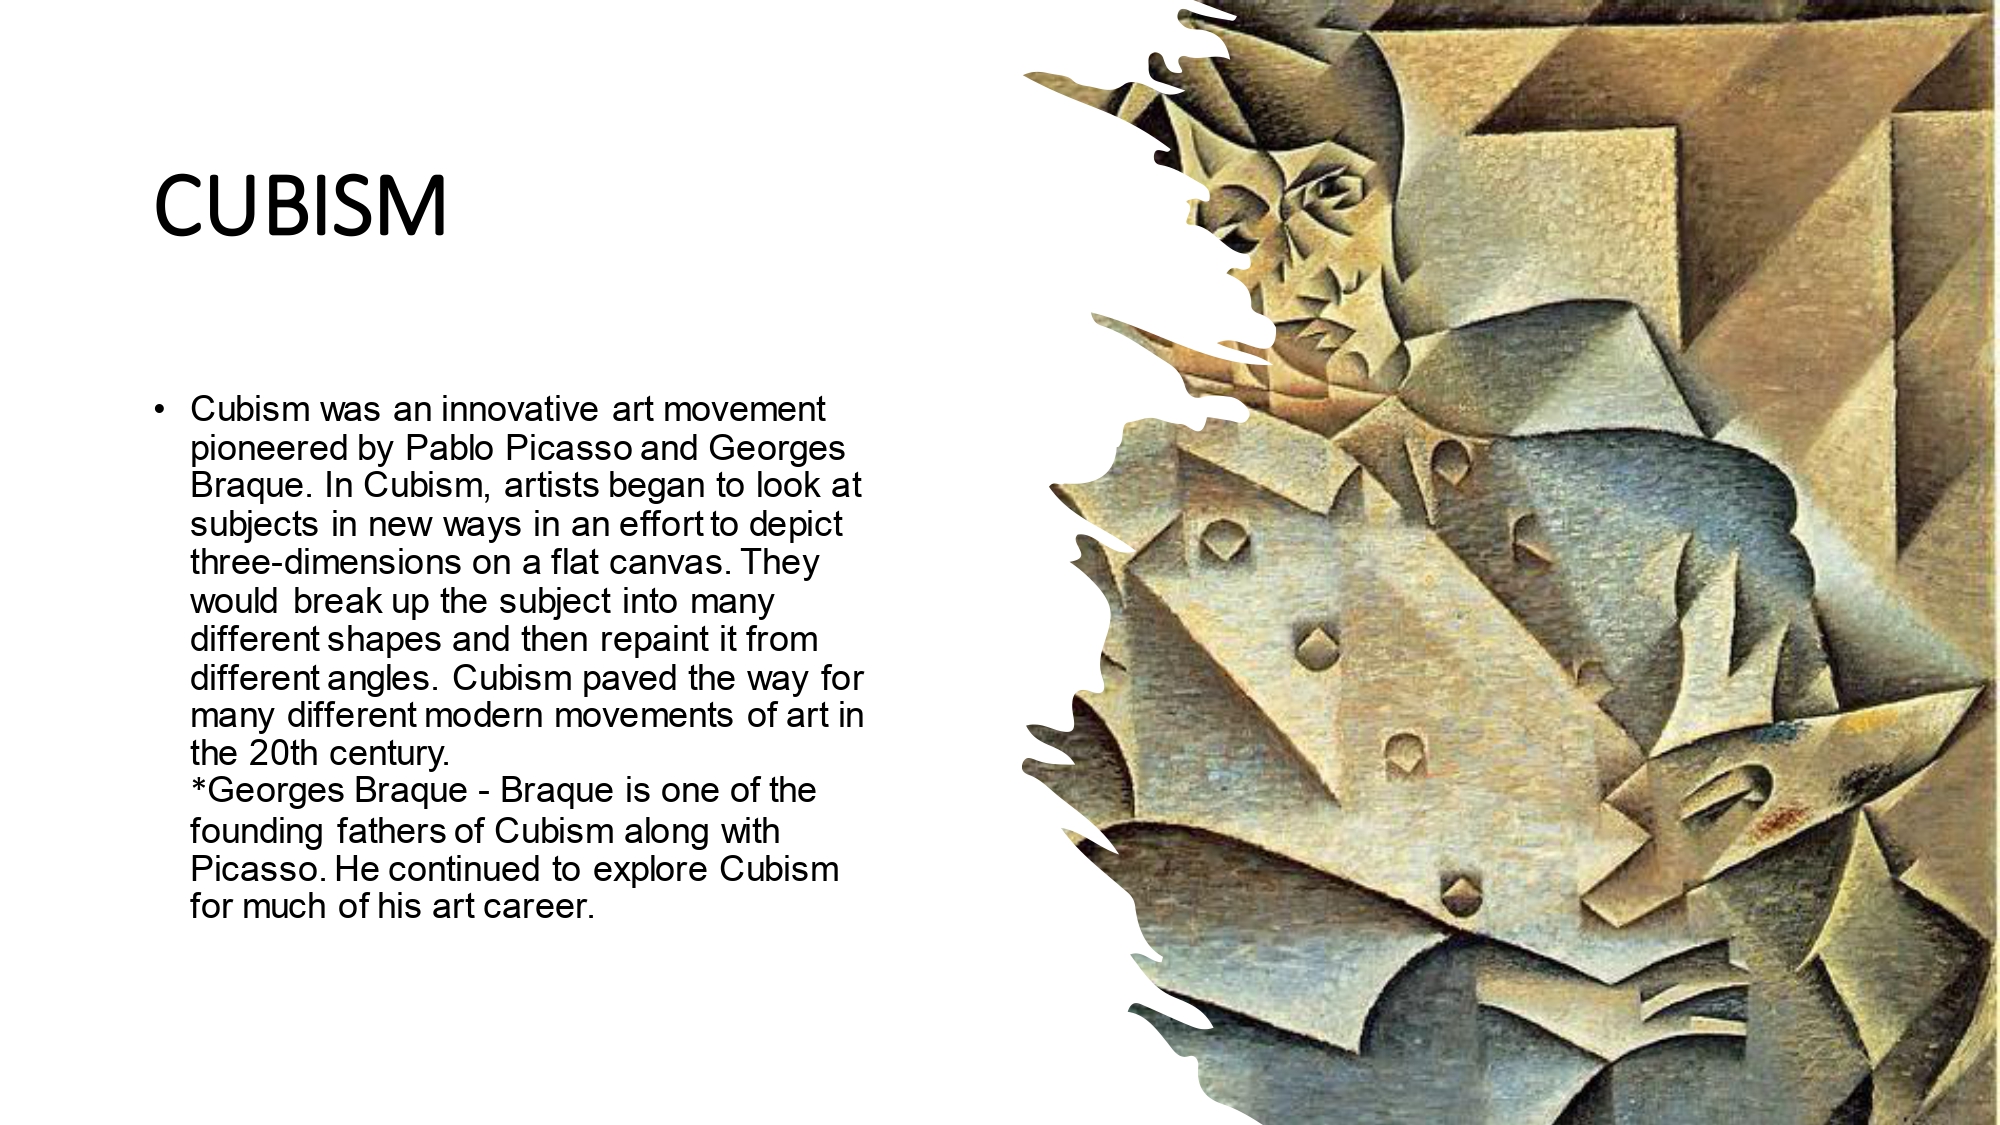 CUBISM
• Cubism was an innovative art movement
pioneered by Pablo Picasso and Georges
Braque. In Cubism, artists began to look at
subjects in new ways in an effort to depict
three-dimensions on a flat canvas. They
would break up the subject into many
different shapes and then repaint it from
different angles. Cubism paved the way for
many different modern movements of art in
the 20th century.
*Georges Braque - Braque is one of the
founding fathers of Cubism along with
Picasso. He continued to explore Cubism
for much of his art career.